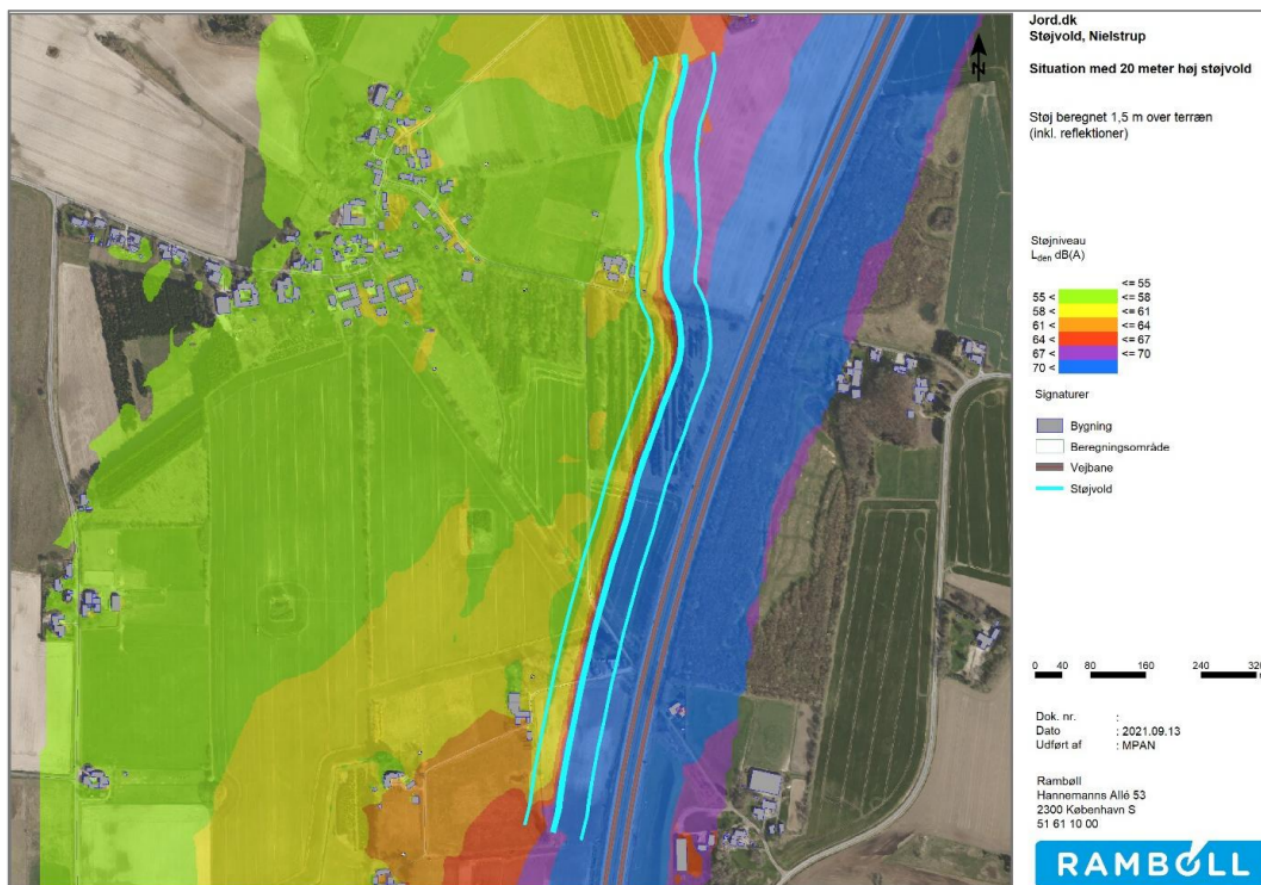 Jord.dk
Støjvold, Nielstrup
N
Situation med 20 meter høj støjvold
Støj beregnet 1,5 m over terræn
(inkl. reflektioner)
Støjniveau
Lden dB(A)
<= 55
55 < <= 58
58 < <= 61
61 < <= 64
64 < <= 67
67 < <= 70
70 <
Signaturer
Bygning
Beregningsområde
Vejbane
Støjvold
0 40 80 160 240 320
Dok. nr. :
Dato : 2021.09.13
Udført af : MPAN
Rambøll
Hannemanns Allé 53
2300 København S
51 61 10 00
RAMBOLL